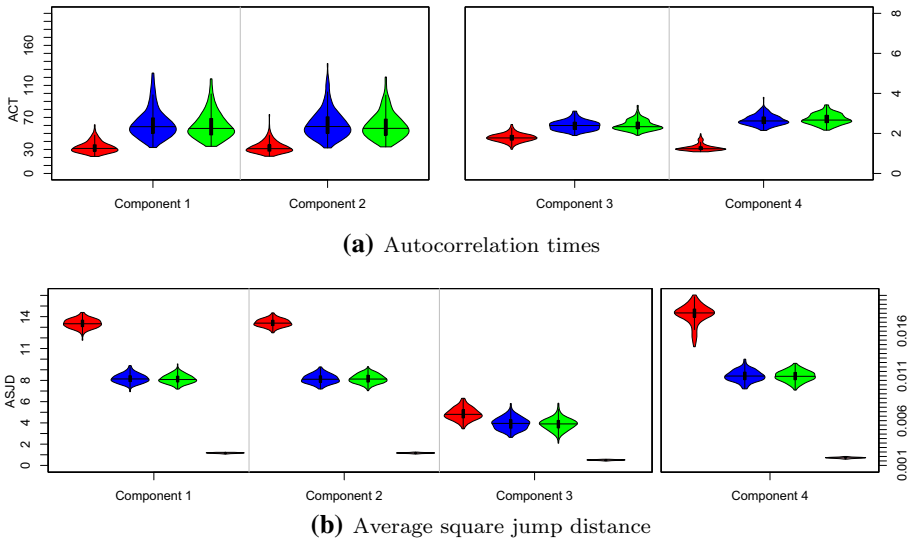 ACT
0 30 70 110 160
0 2 4 6 8
Component 1 Component 2 Component 3 Component 4
(a) Autocorrelation times
ASJD
0 2 4 6 8 11 14
0.001 0.006 0.011 0.016
Component 1 Component 2 Component 3 Component 4
(b) Average square jump distance